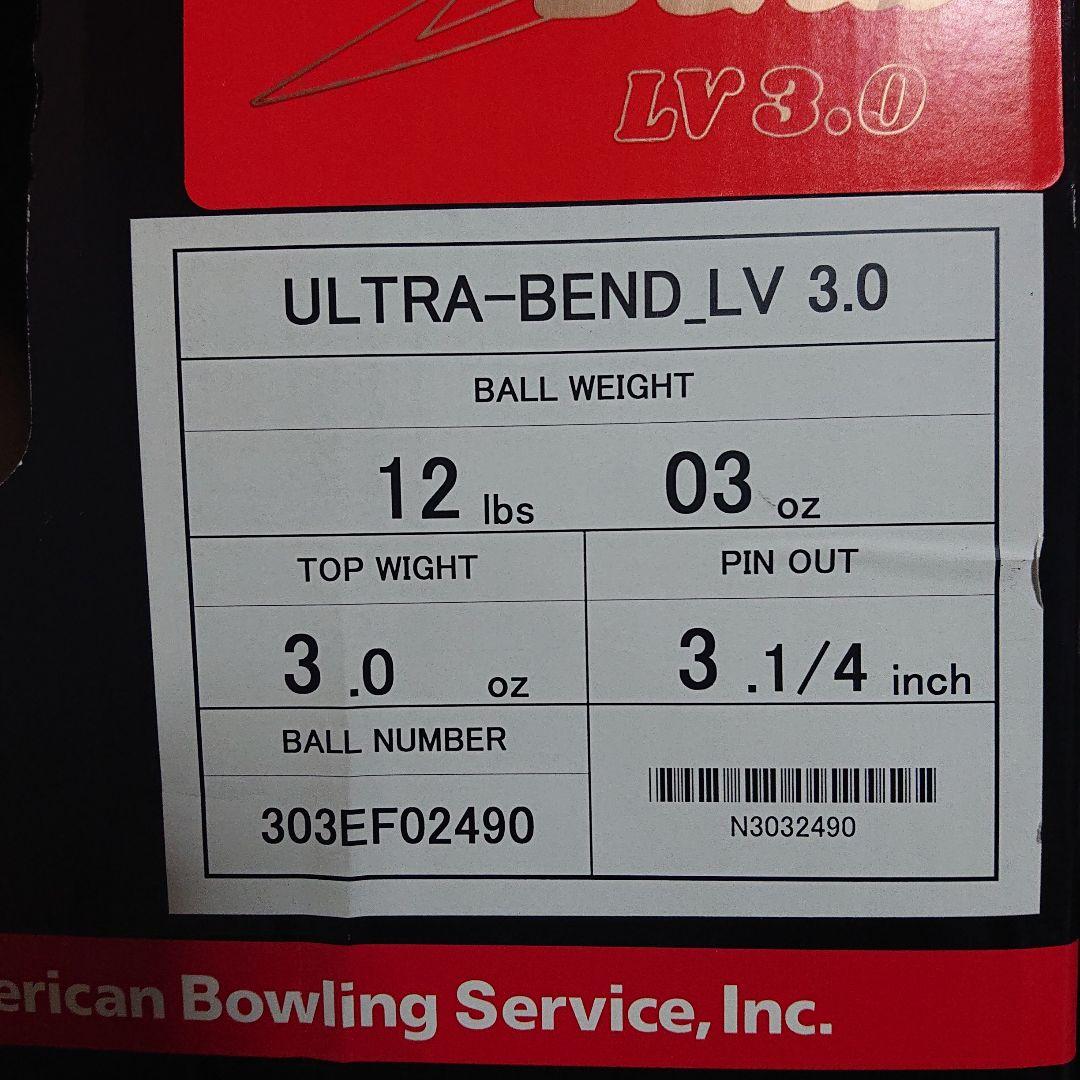 LV 3.0
ULTRA-BEND_LV 3.0
BALL WEIGHT
12 lbs 03 oz
TOP WIGHT PIN OUT
3 .0 oz 3 .1/4 inch
BALL NUMBER
303EF02490
N3032490
erican Bowling Service, Inc.